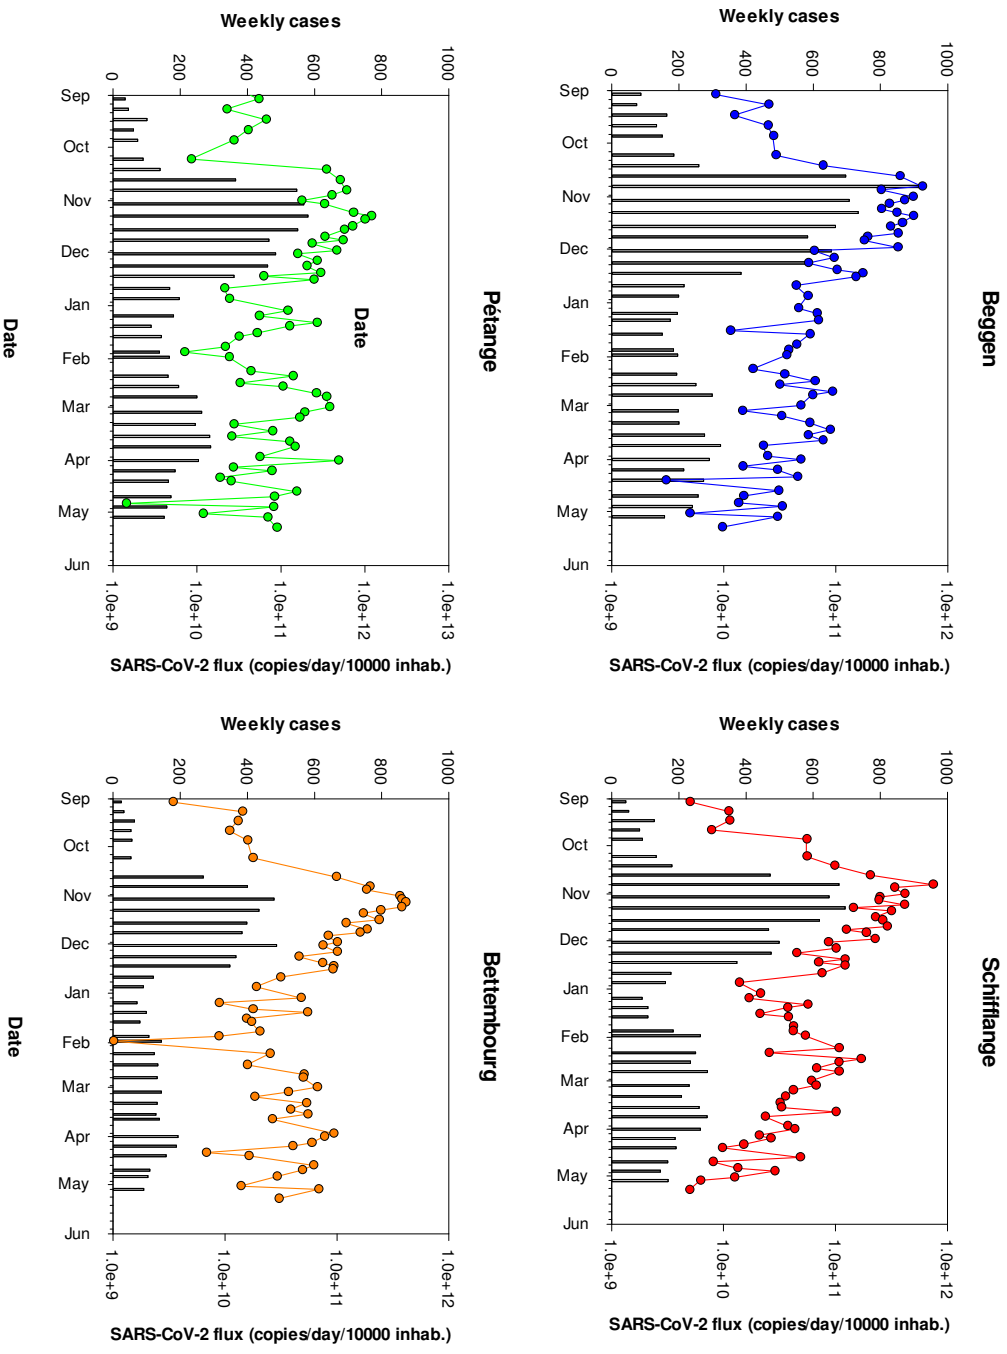 Beggen
Weekly cases
0 200 400 600 800 1000
Sep
Oct
Nov
Dec
Jan
Feb
Mar
Apr
May
Jun
1.0e+9 1.0e+10 1.0e+11 1.0e+12
SARS-CoV-2 flux (copies/day/10000 inhab.)
Date
Schifflange
Weekly cases
0 200 400 600 800 1000
Sep
Oct
Nov
Dec
Jan
Feb
Mar
Apr
May
Jun
1.0e+9 1.0e+10 1.0e+11 1.0e+12
SARS-CoV-2 flux (copies/day/10000 inhab.)
Pétange
Weekly cases
0 200 400 600 800 1000
Sep
Oct
Nov
Dec
Jan
Feb
Mar
Apr
May
Jun
1.0e+9 1.0e+10 1.0e+11 1.0e+12 1.0e+13
SARS-CoV-2 flux (copies/day/10000 inhab.)
Date
Bettembourg
Weekly cases
0 200 400 600 800 1000
Sep
Oct
Nov
Dec
Jan
Feb
Mar
Apr
May
Jun
1.0e+9 1.0e+10 1.0e+11 1.0e+12
SARS-CoV-2 flux (copies/day/10000 inhab.)
Date